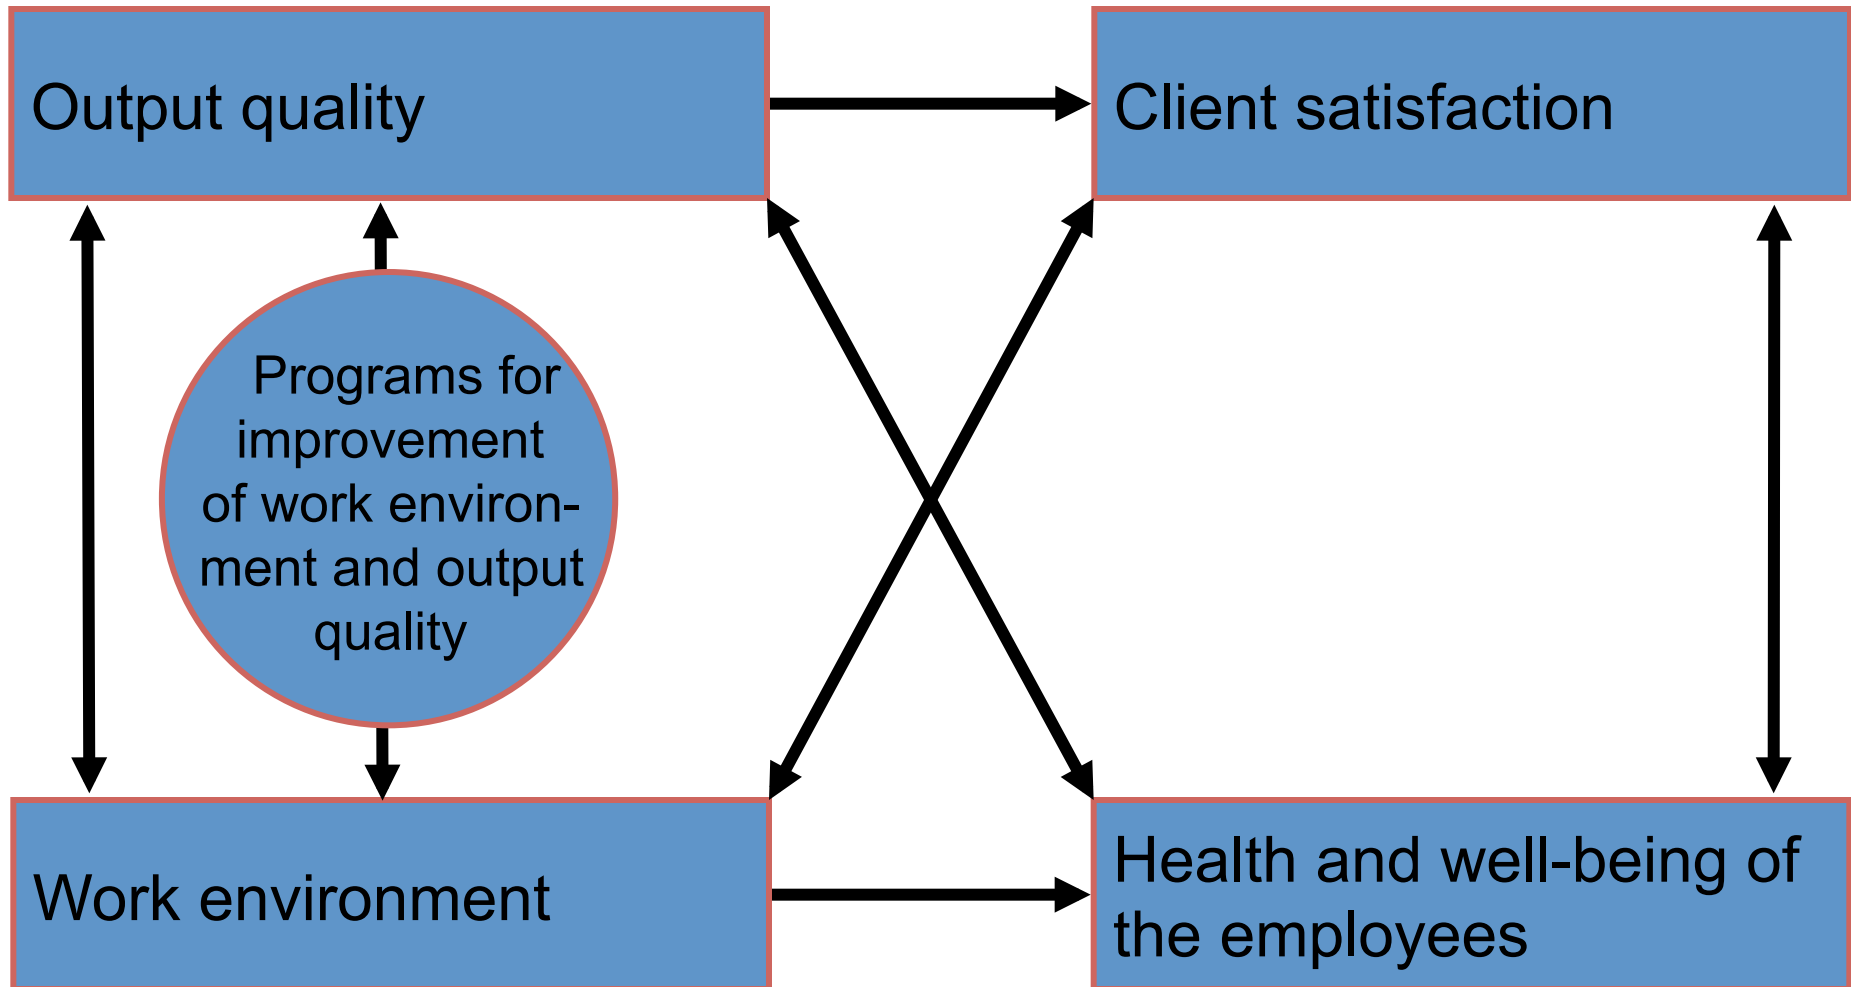 Output quality
Client satisfaction
Programs for
improvement
of work environ-
ment and output
quality
Work environment
Health and well-being of
the employees